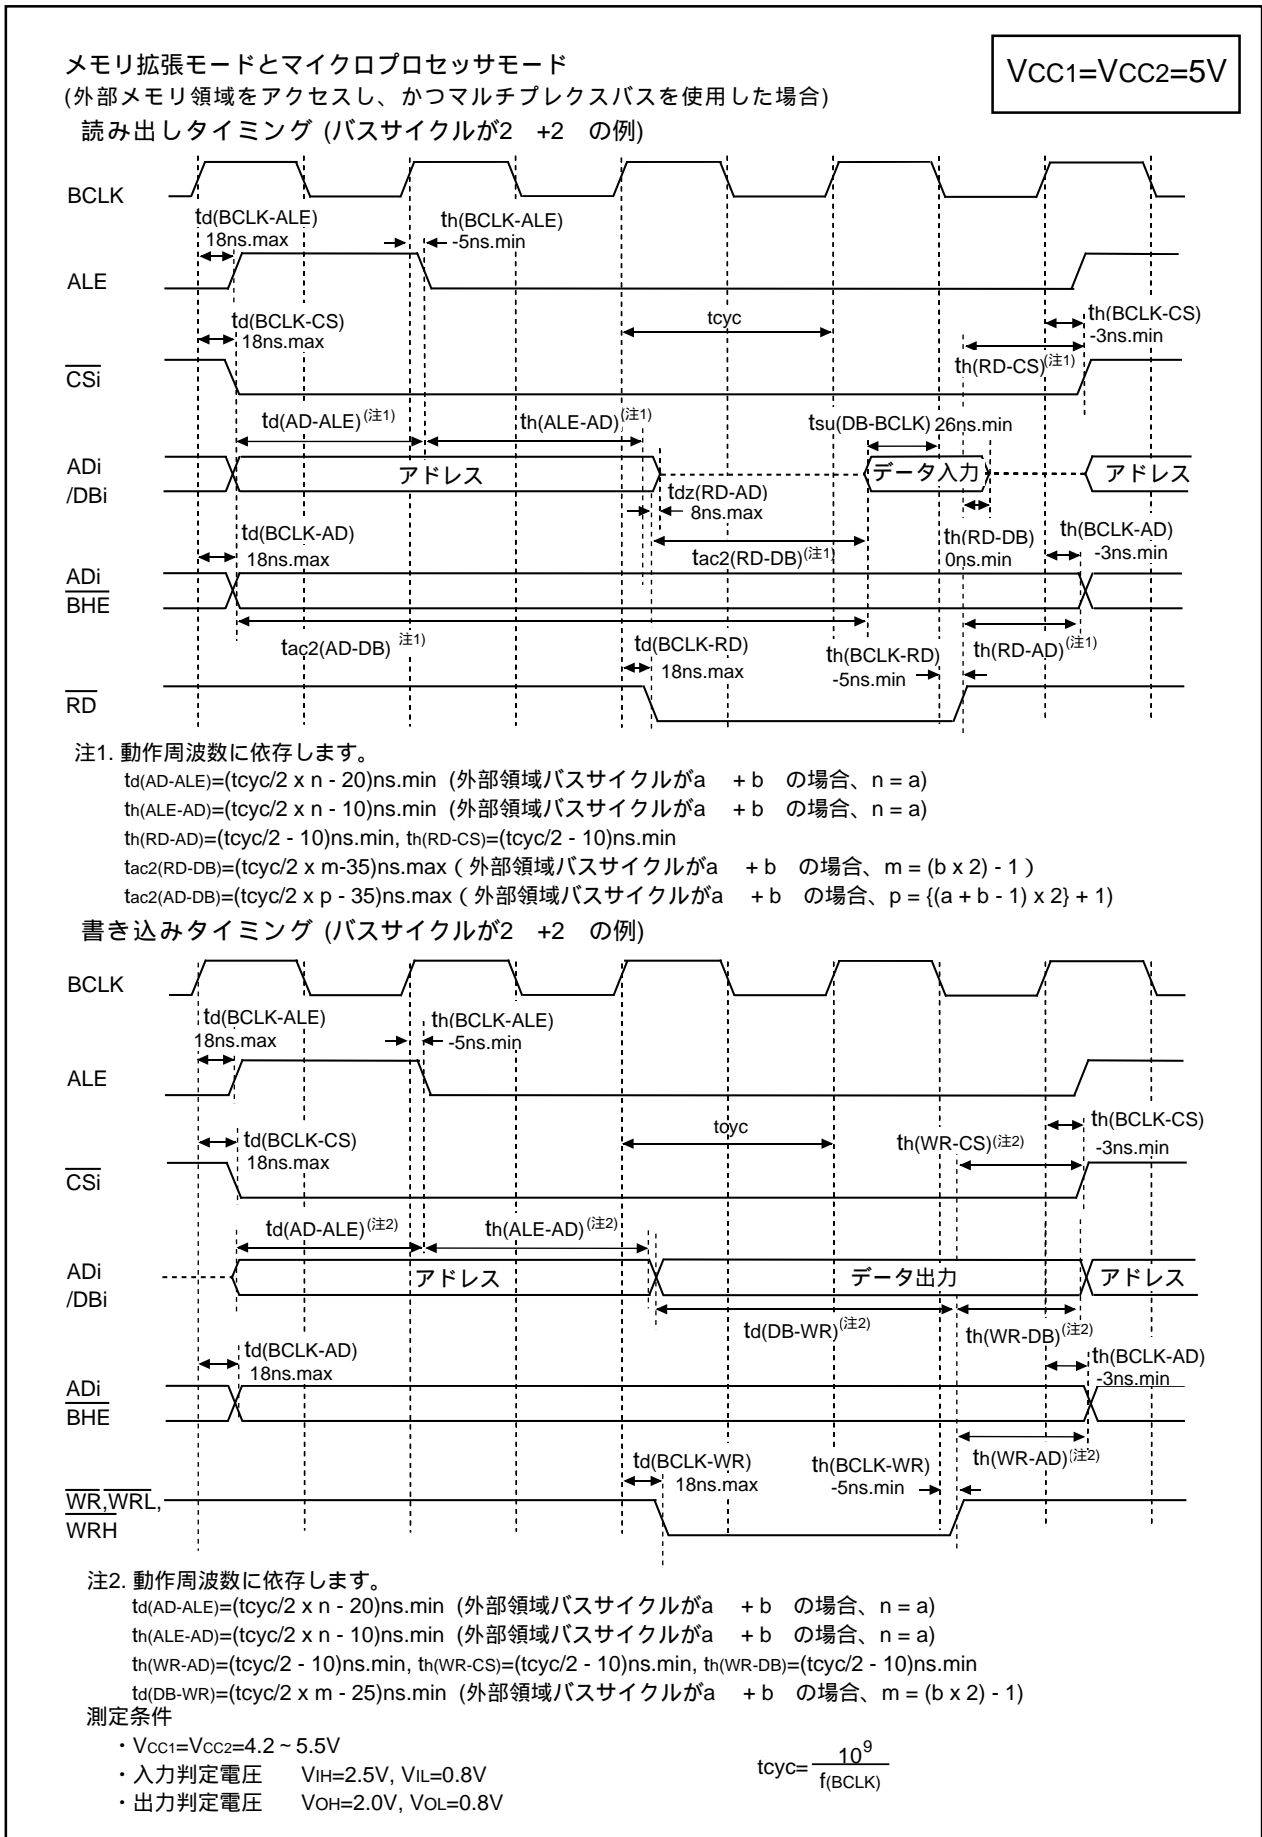 メモリ拡張モードとマイクロプロセッサモード
VCC1=VCC2=5V
(外部メモリ領域をアクセスし、かつマルチプレクスバスを使用した場合)
読み出しタイミング (バスサイクルが2 +2 の例)
BCLK
td(BCLK-ALE)
18ns.max
th(BCLK-ALE)
-5ns.min
ALE
td(BCLK-CS)
18ns.max
tcyc
th(BCLK-CS)
-3ns.min
th(RD-CS)(注1)
CSi
td(AD-ALE)(注1)
th(ALE-AD)(注1)
tsu(DB-BCLK) 26ns.min
ADi
/DBi
アドレス
データ入力
アドレス
tdz(RD-AD)
8ns.max
td(BCLK-AD)
18ns.max
tac2(RD-DB)(注1)
th(RD-DB)
0ns.min
th(BCLK-AD)
-3ns.min
ADi
BHE
tac2(AD-DB) 注1)
td(BCLK-RD)
18ns.max
th(BCLK-RD)
-5ns.min
th(RD-AD)(注1)
RD
注1. 動作周波数に依存します。
td(AD-ALE)=(tcyc/2 x n - 20)ns.min (外部領域バスサイクルがa + b の場合、n = a)
th(ALE-AD)=(tcyc/2 x n - 10)ns.min (外部領域バスサイクルがa + b の場合、n = a)
th(RD-AD)=(tcyc/2 - 10)ns.min, th(RD-CS)=(tcyc/2 - 10)ns.min
tac2(RD-DB)=(tcyc/2 x m-35)ns.max ( 外部領域バスサイクルがa + b の場合、m = (b x 2) - 1 )
tac2(AD-DB)=(tcyc/2 x p - 35)ns.max ( 外部領域バスサイクルがa + b の場合、p = {(a + b - 1) x 2} + 1)
書き込みタイミング (バスサイクルが2 +2 の例)
BCLK
td(BCLK-ALE)
18ns.max
th(BCLK-ALE)
-5ns.min
ALE
td(BCLK-CS)
18ns.max
tcyc
th(WR-CS)(注2)
th(BCLK-CS)
-3ns.min
CSi
td(AD-ALE)(注2)
th(ALE-AD)(注2)
ADi
/DBi
アドレス
データ出力
アドレス
td(DB-WR)(注2)
th(WR-DB)(注2)
td(BCLK-AD)
18ns.max
th(BCLK-AD)
-3ns.min
ADi
BHE
td(BCLK-WR)
18ns.max
th(BCLK-WR)
-5ns.min
th(WR-AD)(注2)
WR,WRL,
WRH
注2. 動作周波数に依存します。
td(AD-ALE)=(tcyc/2 x n - 20)ns.min (外部領域バスサイクルがa + b の場合、n = a)
th(ALE-AD)=(tcyc/2 x n - 10)ns.min (外部領域バスサイクルがa + b の場合、n = a)
th(WR-AD)=(tcyc/2 - 10)ns.min, th(WR-CS)=(tcyc/2 - 10)ns.min, th(WR-DB)=(tcyc/2 - 10)ns.min
td(DB-WR)=(tcyc/2 x m - 25)ns.min (外部領域バスサイクルがa + b の場合、m = (b x 2) - 1)
測定条件
・VCC1=VCC2=4.2 ~ 5.5V
・入力判定電圧 VIH=2.5V, VIL=0.8V
・出力判定電圧 VOH=2.0V, VOL=0.8V
tcyc= 10^9 / f(BCLK)